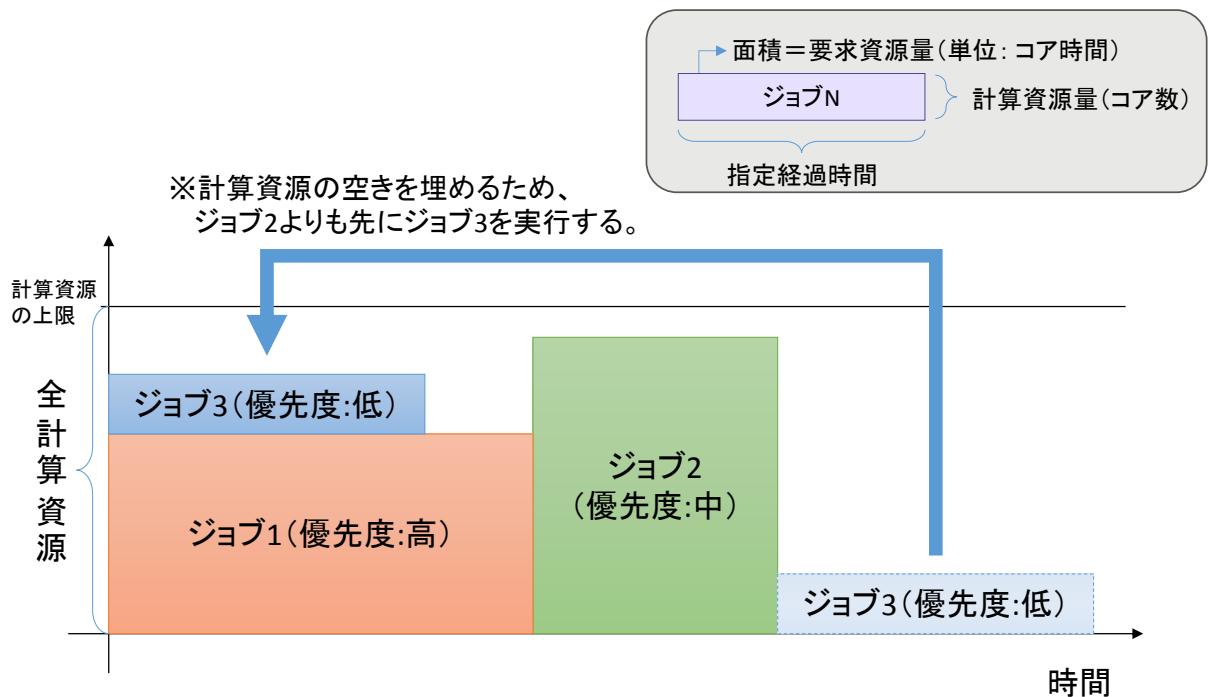 面積＝要求資源量(単位：コア時間)
ジョブN
計算資源量(コア数)
指定経過時間
※計算資源の空きを埋めるため、
ジョブ2よりも先にジョブ3を実行する。
計算資源
の上限
全計算資源
ジョブ3(優先度:低)
ジョブ1(優先度:高)
ジョブ2
(優先度:中)
ジョブ3(優先度:低)
時間